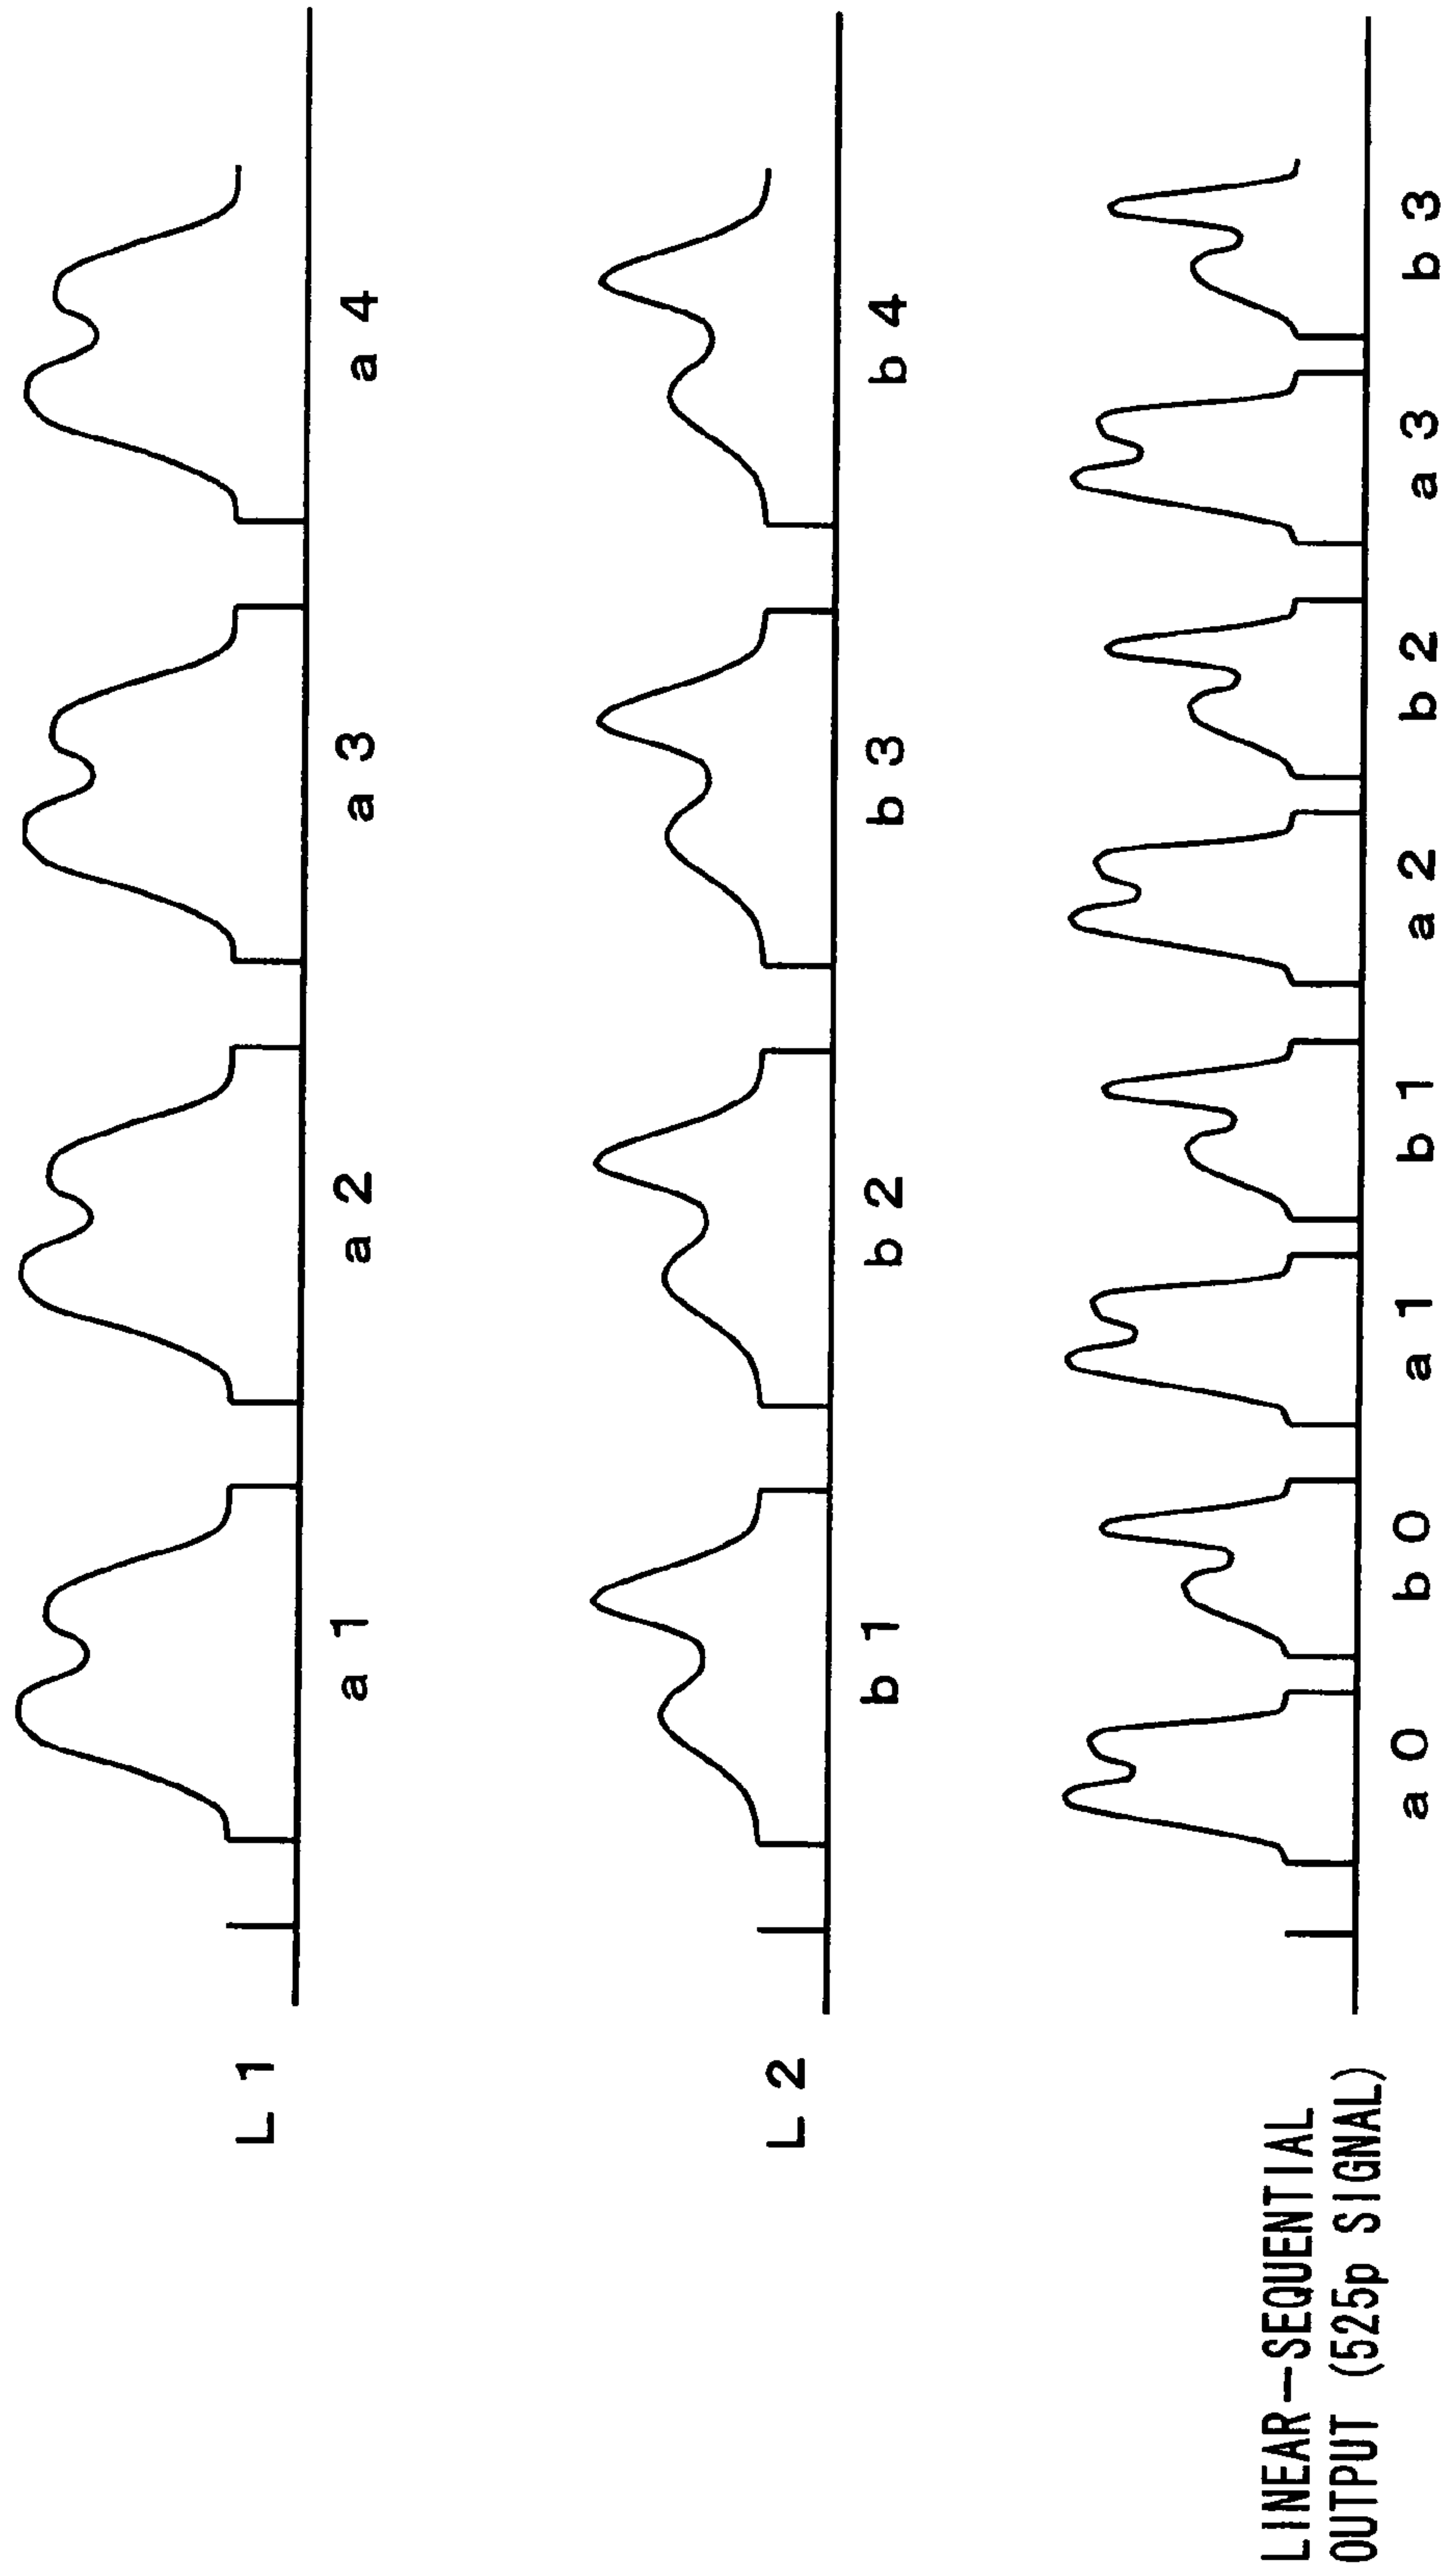 L 1
a 1 a 2 a 3 a 4
L 2
b 1 b 2 b 3 b 4
LINEAR-SEQUENTIAL
OUTPUT (525p SIGNAL)
a 0 b 0 a 1 b 1 a 2 b 2 a 3 b 3